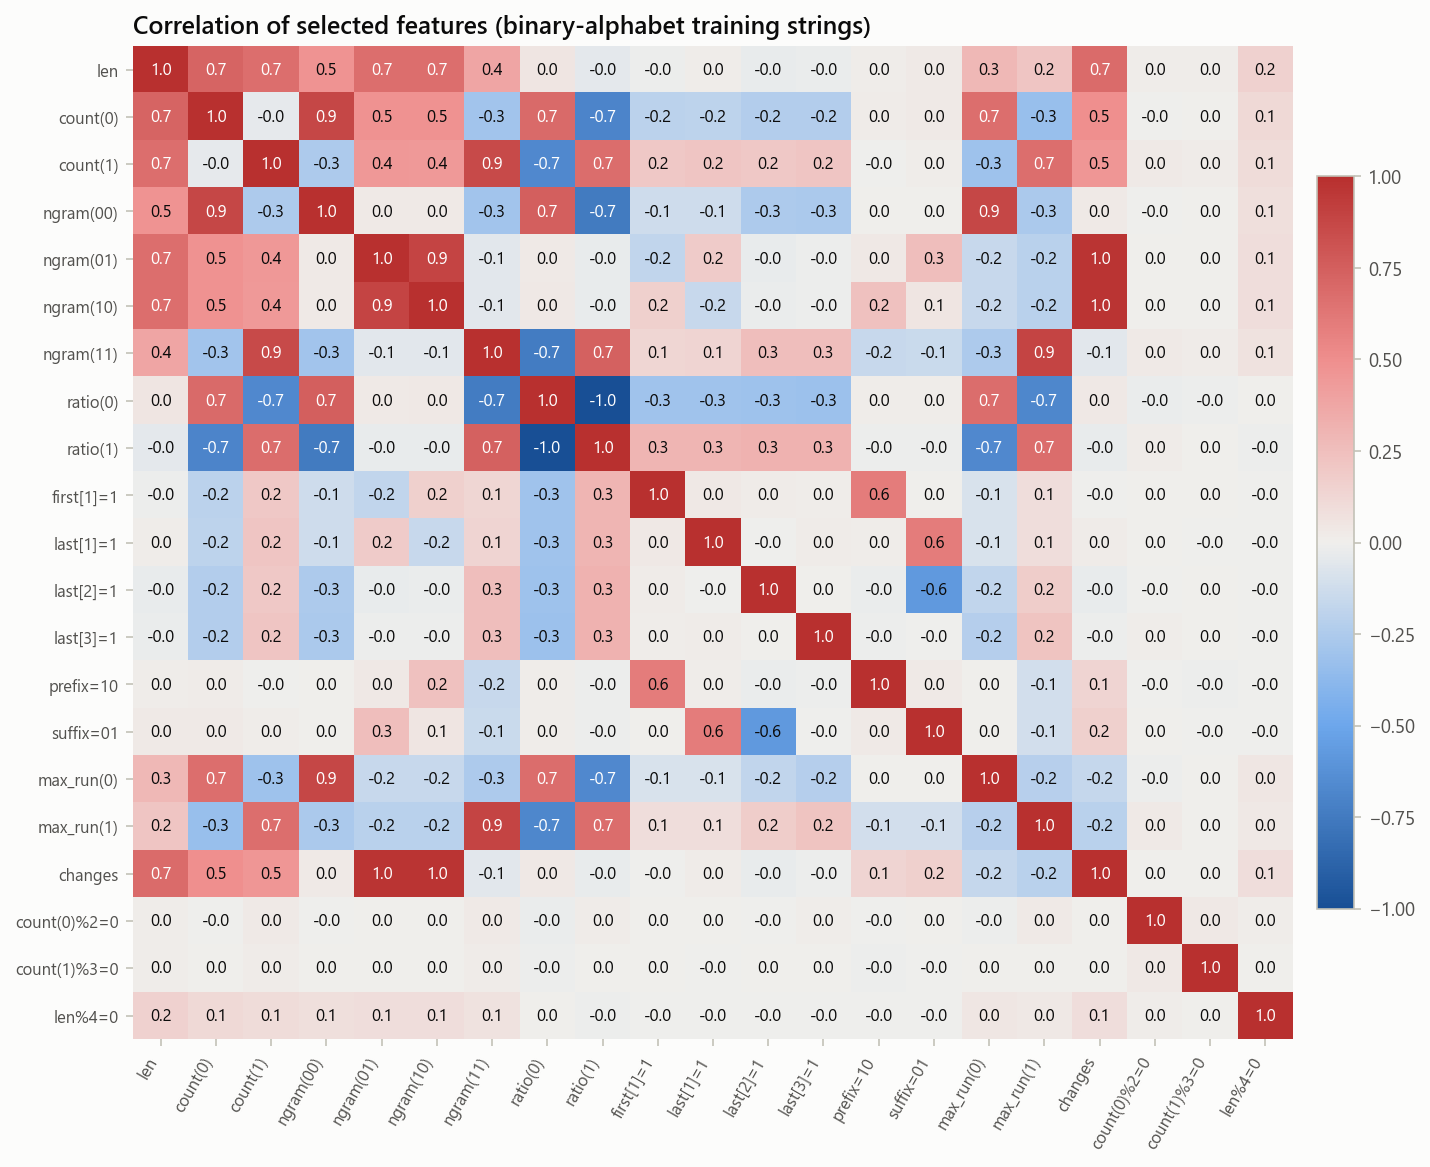 Correlation of selected features (binary-alphabet training strings)
len 1.0 0.7 0.7 0.5 0.7 0.7 0.4 0.0 -0.0 -0.0 0.0 -0.0 -0.0 0.0 0.0 0.3 0.2 0.7 0.0 0.0 0.2
count(0) 0.7 1.0 -0.0 0.9 0.5 0.5 -0.3 0.7 -0.7 -0.2 -0.2 -0.2 -0.2 0.0 0.0 0.7 -0.3 0.5 -0.0 0.0 0.1
count(1) 0.7 -0.0 1.0 -0.3 0.4 0.4 0.9 -0.7 0.7 0.2 0.2 0.2 0.2 -0.0 0.0 -0.3 0.7 0.5 0.0 0.0 0.1
ngram(00) 0.5 0.9 -0.3 1.0 0.0 0.0 -0.3 0.7 -0.7 -0.1 -0.1 -0.3 -0.3 0.0 0.0 0.9 -0.3 0.0 -0.0 0.0 0.1
ngram(01) 0.7 0.5 0.4 0.0 1.0 0.9 -0.1 0.0 -0.0 -0.2 0.2 -0.0 -0.0 0.0 0.3 -0.2 -0.2 1.0 0.0 0.0 0.1
ngram(10) 0.7 0.5 0.4 0.0 0.9 1.0 -0.1 0.0 -0.0 0.2 -0.2 -0.0 -0.0 0.2 0.1 -0.2 -0.2 1.0 0.0 0.0 0.1
ngram(11) 0.4 -0.3 0.9 -0.3 -0.1 -0.1 1.0 -0.7 0.7 0.1 0.1 0.3 0.3 -0.2 -0.1 -0.3 0.9 -0.1 0.0 0.0 0.1
ratio(0) 0.0 0.7 -0.7 0.7 0.0 0.0 -0.7 1.0 -1.0 -0.3 -0.3 -0.3 -0.3 0.0 0.0 0.7 -0.7 0.0 -0.0 -0.0 0.0
ratio(1) -0.0 -0.7 0.7 -0.7 -0.0 -0.0 0.7 -1.0 1.0 0.3 0.3 0.3 0.3 -0.0 -0.0 -0.7 0.7 -0.0 0.0 0.0 -0.0
first[1]=1 -0.0 -0.2 0.2 -0.1 -0.2 0.2 0.1 -0.3 0.3 1.0 0.0 0.0 0.0 0.6 0.0 -0.1 0.1 -0.0 0.0 0.0 -0.0
last[1]=1 0.0 -0.2 0.2 -0.1 0.2 -0.2 0.1 -0.3 0.3 0.0 1.0 -0.0 0.0 0.0 0.6 -0.1 0.1 0.0 0.0 -0.0 -0.0
last[2]=1 -0.0 -0.2 0.2 -0.3 -0.0 -0.0 0.3 -0.3 0.3 0.0 -0.0 1.0 0.0 -0.0 -0.6 -0.2 0.2 -0.0 -0.0 0.0 -0.0
last[3]=1 -0.0 -0.2 0.2 -0.3 -0.0 -0.0 0.3 -0.3 0.3 0.0 0.0 0.0 1.0 -0.0 -0.0 -0.2 0.2 -0.0 0.0 0.0 -0.0
prefix=10 0.0 0.0 -0.0 0.0 0.0 0.2 -0.2 0.0 -0.0 0.6 0.0 -0.0 -0.0 1.0 0.0 0.0 -0.1 0.1 -0.0 -0.0 -0.0
suffix=01 0.0 0.0 0.0 0.0 0.3 0.1 -0.1 0.0 -0.0 0.0 0.6 -0.6 -0.0 0.0 1.0 0.0 -0.1 0.2 0.0 -0.0 -0.0
max_run(0) 0.3 0.7 -0.3 0.9 -0.2 -0.2 -0.3 0.7 -0.7 -0.1 -0.1 -0.2 -0.2 0.0 0.0 1.0 -0.2 -0.2 -0.0 0.0 0.0
max_run(1) 0.2 -0.3 0.7 -0.3 -0.2 -0.2 0.9 -0.7 0.7 0.1 0.1 0.2 0.2 -0.1 -0.1 -0.2 1.0 -0.2 0.0 0.0 0.0
changes 0.7 0.5 0.5 0.0 1.0 1.0 -0.1 0.0 -0.0 -0.0 0.0 -0.0 -0.0 0.1 0.2 -0.2 -0.2 1.0 0.0 0.0 0.1
count(0)%2=0 0.0 -0.0 0.0 -0.0 0.0 0.0 0.0 -0.0 0.0 0.0 0.0 -0.0 0.0 -0.0 0.0 -0.0 0.0 0.0 1.0 0.0 0.0
count(1)%3=0 0.0 0.0 0.0 0.0 0.0 0.0 0.0 -0.0 0.0 0.0 -0.0 0.0 0.0 -0.0 -0.0 0.0 0.0 0.0 0.0 1.0 0.0
len%4=0 0.2 0.1 0.1 0.1 0.1 0.1 0.1 0.0 -0.0 -0.0 -0.0 -0.0 -0.0 -0.0 -0.0 0.0 0.0 0.1 0.0 0.0 1.0
len count(0) count(1) ngram(00) ngram(01) ngram(10) ngram(11) ratio(0) ratio(1) first[1]=1 last[1]=1 last[2]=1 last[3]=1 prefix=10 suffix=01 max_run(0) max_run(1) changes count(0)%2=0 count(1)%3=0 len%4=0
1.00
0.75
0.50
0.25
0.00
−0.25
−0.50
−0.75
−1.00